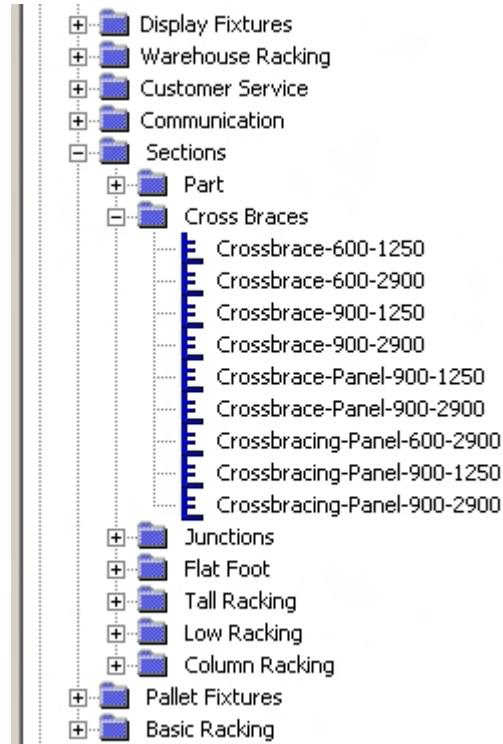 Display Fixtures
Warehouse Racking
Customer Service
Communication
Sections
Part
Cross Braces
Crossbrace-600-1250
Crossbrace-600-2900
Crossbrace-900-1250
Crossbrace-900-2900
Crossbrace-Panel-900-1250
Crossbrace-Panel-900-2900
Crossbracing-Panel-600-2900
Crossbracing-Panel-900-1250
Crossbracing-Panel-900-2900
Junctions
Flat Foot
Tall Racking
Low Racking
Column Racking
Pallet Fixtures
Basic Racking